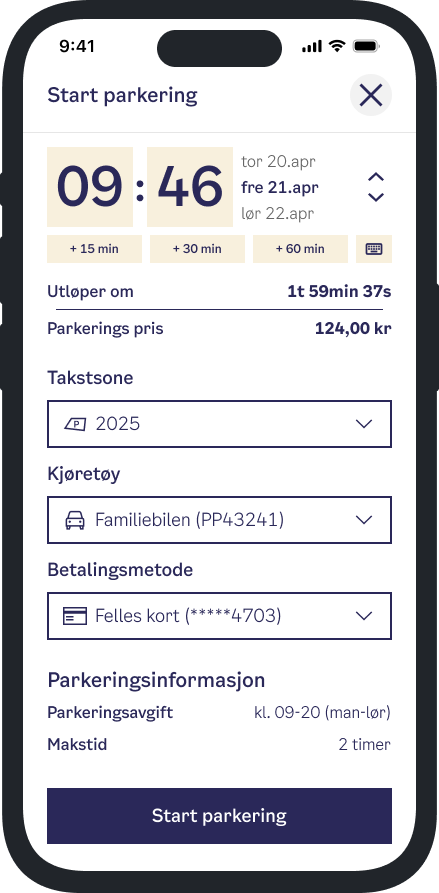 9:41
Start parkering
09 : 46
tor 20.apr
fre 21.apr
lør 22.apr
+ 15 min + 30 min + 60 min
Utløper om 1t 59min 37s
Parkerings pris 124,00 kr
Takstsone
P 2025
Kjøretøy
Familiebilen (PP43241)
Betalingsmetode
Felles kort (*****4703)
Parkeringsinformasjon
Parkeringsavgift kl. 09-20 (man-lør)
Makstid 2 timer
Start parkering